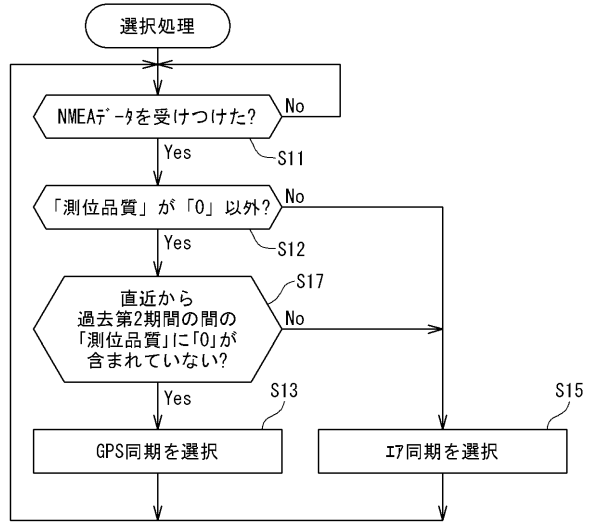 選択処理
NMEAﾃﾞｰﾀを受けつけた?
No
Yes
S11
「測位品質」が「0」以外?
No
Yes
S12
直近から
過去第2期間の間の
「測位品質」に「0」が
含まれていない?
S17
No
Yes
S13
S15
GPS同期を選択
ｴｱ同期を選択